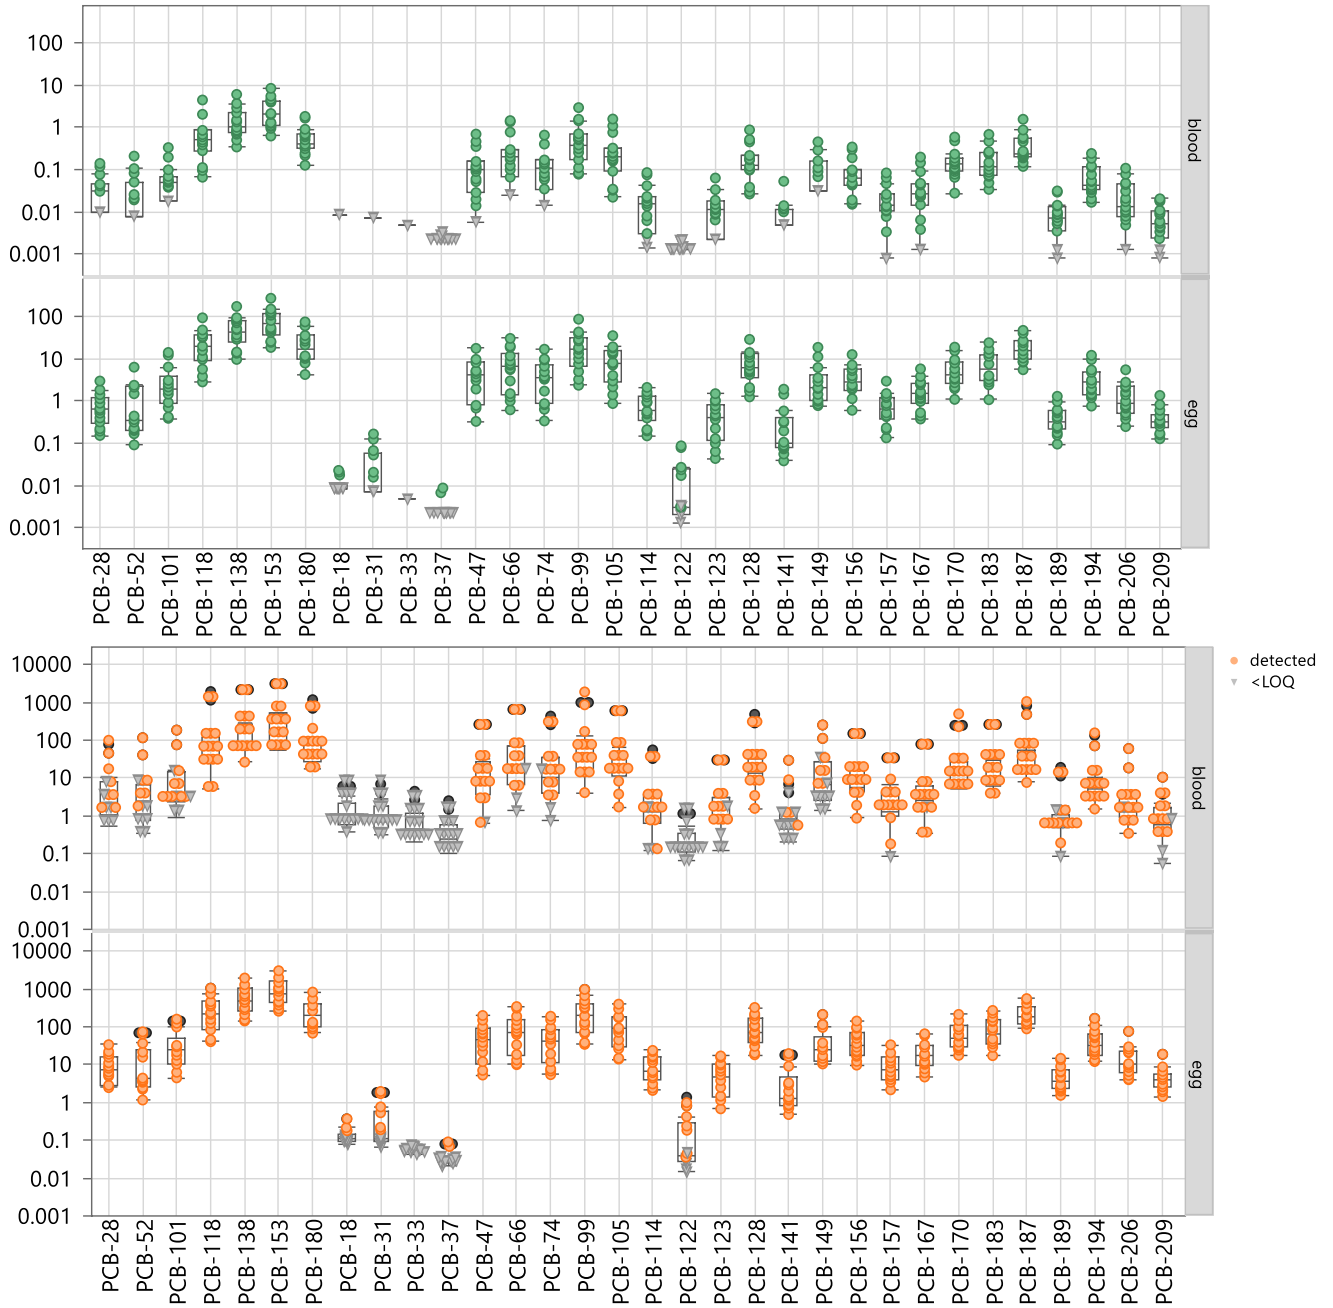 100
10
1
0.1
0.01
0.001
blood
100
10
1
0.1
0.01
0.001
egg
PCB-28
PCB-52
PCB-101
PCB-118
PCB-138
PCB-153
PCB-180
PCB-18
PCB-31
PCB-33
PCB-37
PCB-47
PCB-66
PCB-74
PCB-99
PCB-105
PCB-114
PCB-122
PCB-123
PCB-128
PCB-141
PCB-149
PCB-156
PCB-157
PCB-167
PCB-170
PCB-183
PCB-187
PCB-189
PCB-194
PCB-206
PCB-209
10000
1000
100
10
1
0.1
0.01
0.001
blood
detected
<LOQ
10000
1000
100
10
1
0.1
0.01
0.001
egg
PCB-28
PCB-52
PCB-101
PCB-118
PCB-138
PCB-153
PCB-180
PCB-18
PCB-31
PCB-33
PCB-37
PCB-47
PCB-66
PCB-74
PCB-99
PCB-105
PCB-114
PCB-122
PCB-123
PCB-128
PCB-141
PCB-149
PCB-156
PCB-157
PCB-167
PCB-170
PCB-183
PCB-187
PCB-189
PCB-194
PCB-206
PCB-209